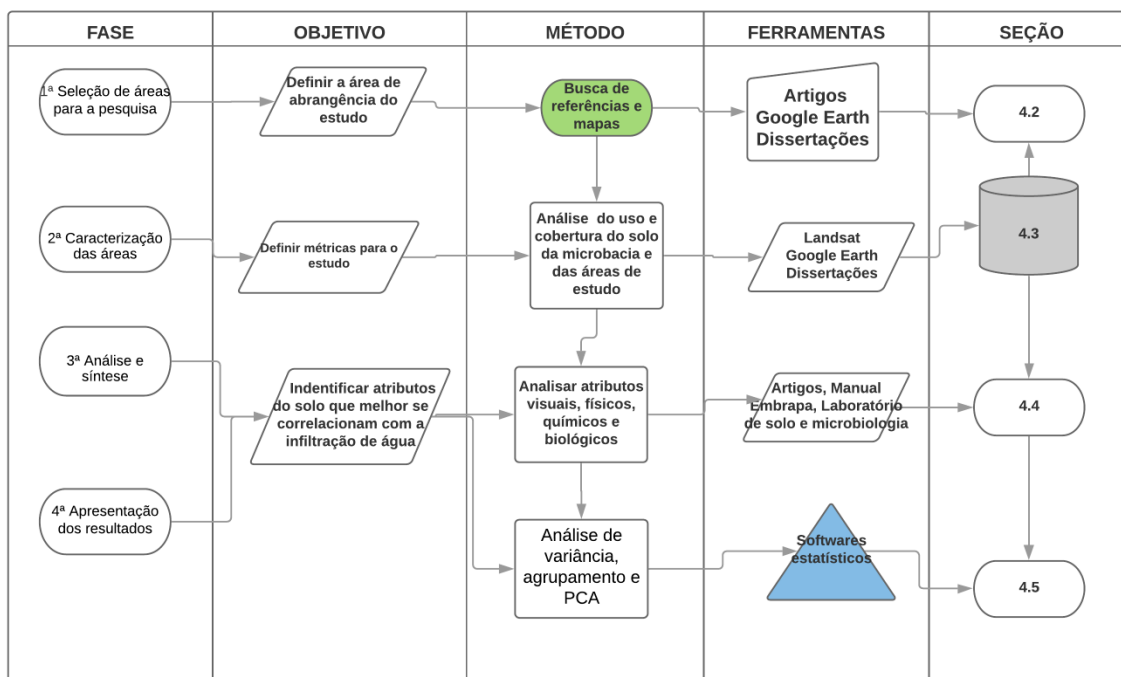 FASE
OBJETIVO
MÉTODO
FERRAMENTAS
SEÇÃO
1ª Seleção de áreas
para a pesquisa
Definir a área de
abrangência do
estudo
Busca de
referências e
mapas
Artigos
Google Earth
Dissertações
4.2
2ª Caracterização
das áreas
Definir métricas para o
estudo
Análise do uso e
cobertura do solo
da microbacia e
das áreas de
estudo
Landsat
Google Earth
Dissertações
4.3
3ª Análise e
síntese
Indentificar atributos
do solo que melhor se
correlacionam com a
infiltração de água
Analisar atributos
visuais, físicos,
químicos e
biológicos
Artigos, Manual
Embrapa, Laboratório
de solo e microbiologia
4.4
4ª Apresentação
dos resultados
Análise de
variância,
agrupamento e
PCA
Softwares
estatísticos
4.5